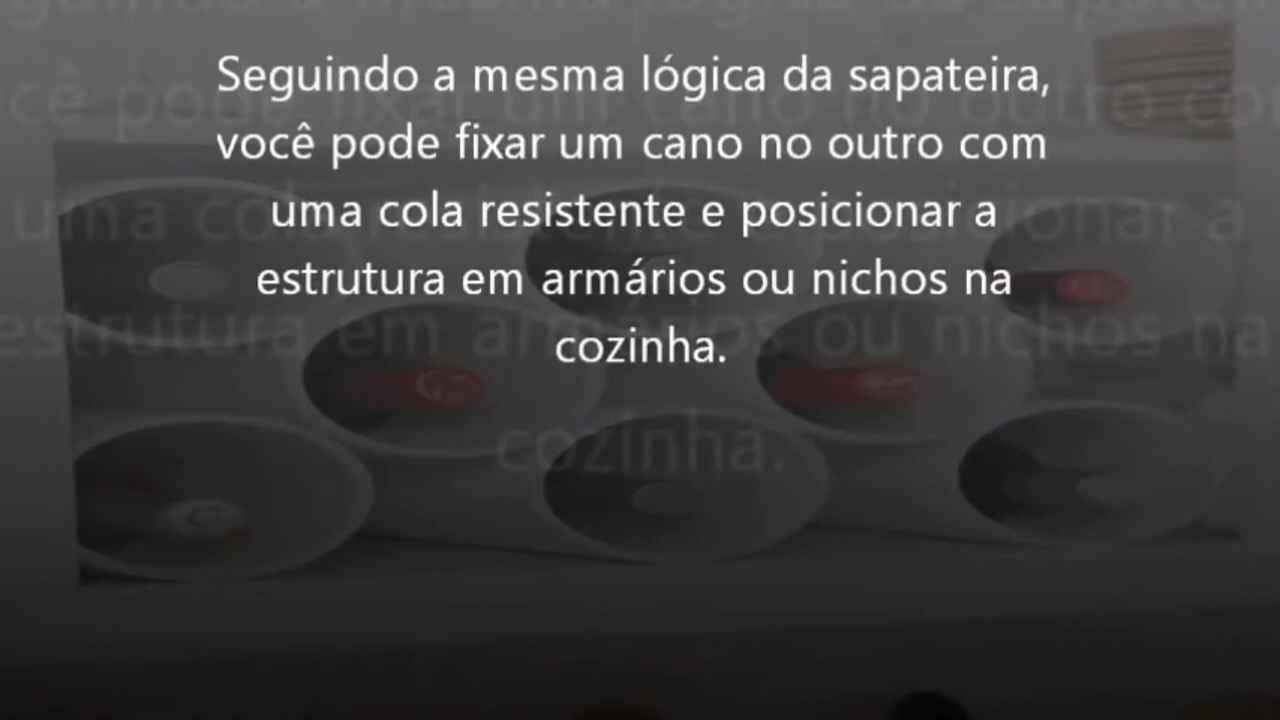 Seguindo a mesma lógica da sapateira,
você pode fixar um cano no outro com
uma cola resistente e posicionar a
estrutura em armários ou nichos na
cozinha.